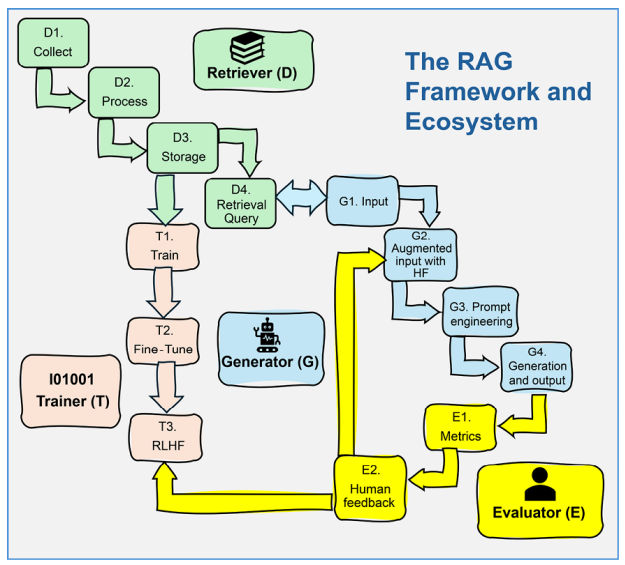 D1.
Collect
Retriever (D)
The RAG
Framework and
Ecosystem
D2.
Process
D3.
Storage
D4.
Retrieval
Query
G1. Input
T1.
Train
G2.
Augmented
input with
HF
G3. Prompt
engineering
T2.
Fine-Tune
Generator (G)
G4.
Generation
and output
I01001
Trainer (T)
T3.
RLHF
E1.
Metrics
E2.
Human
feedback
Evaluator (E)